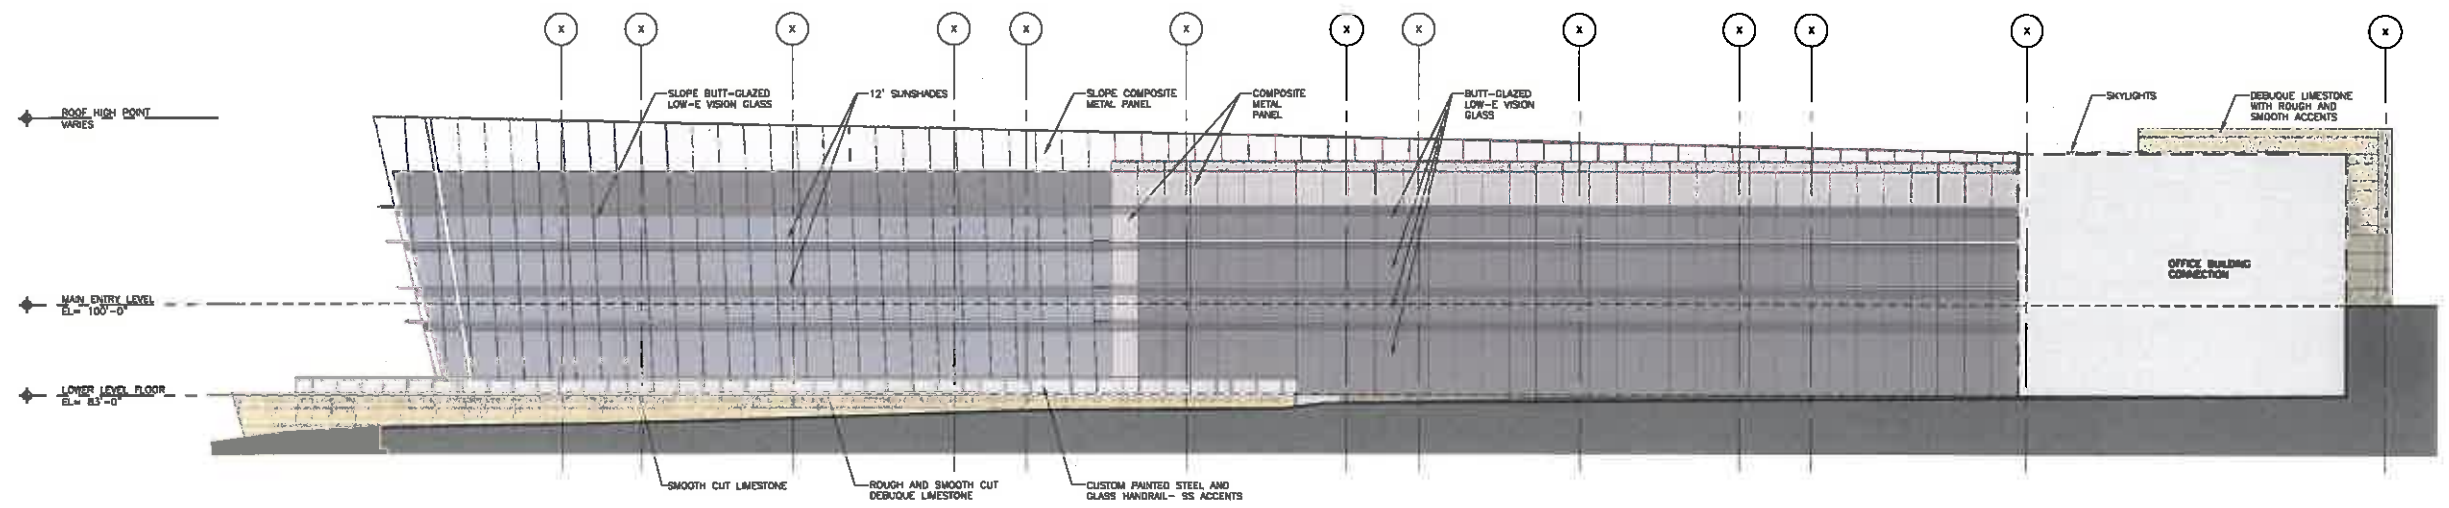 X X X X X X X X X X X X X
ROOF HIGH POINT
VARIES
SLOPE BUTT-GLAZED
LOW-E VISION GLASS
12' SUNSHADES
SLOPE COMPOSITE
METAL PANEL
COMPOSITE
METAL
PANEL
BUTT-GLAZED
LOW-E VISION
GLASS
SKYLIGHTS
DEBUQUE LIMESTONE
WITH ROUGH AND
SMOOTH ACCENTS
OFFICE BUILDING
CONNECTION
MAIN ENTRY LEVEL
EL= 100'-0"
LOWER LEVEL FLOOR
EL= 83'-0"
SMOOTH CUT LIMESTONE
ROUGH AND SMOOTH CUT
DEBUQUE LIMESTONE
CUSTOM PAINTED STEEL AND
GLASS HANDRAIL- SS ACCENTS